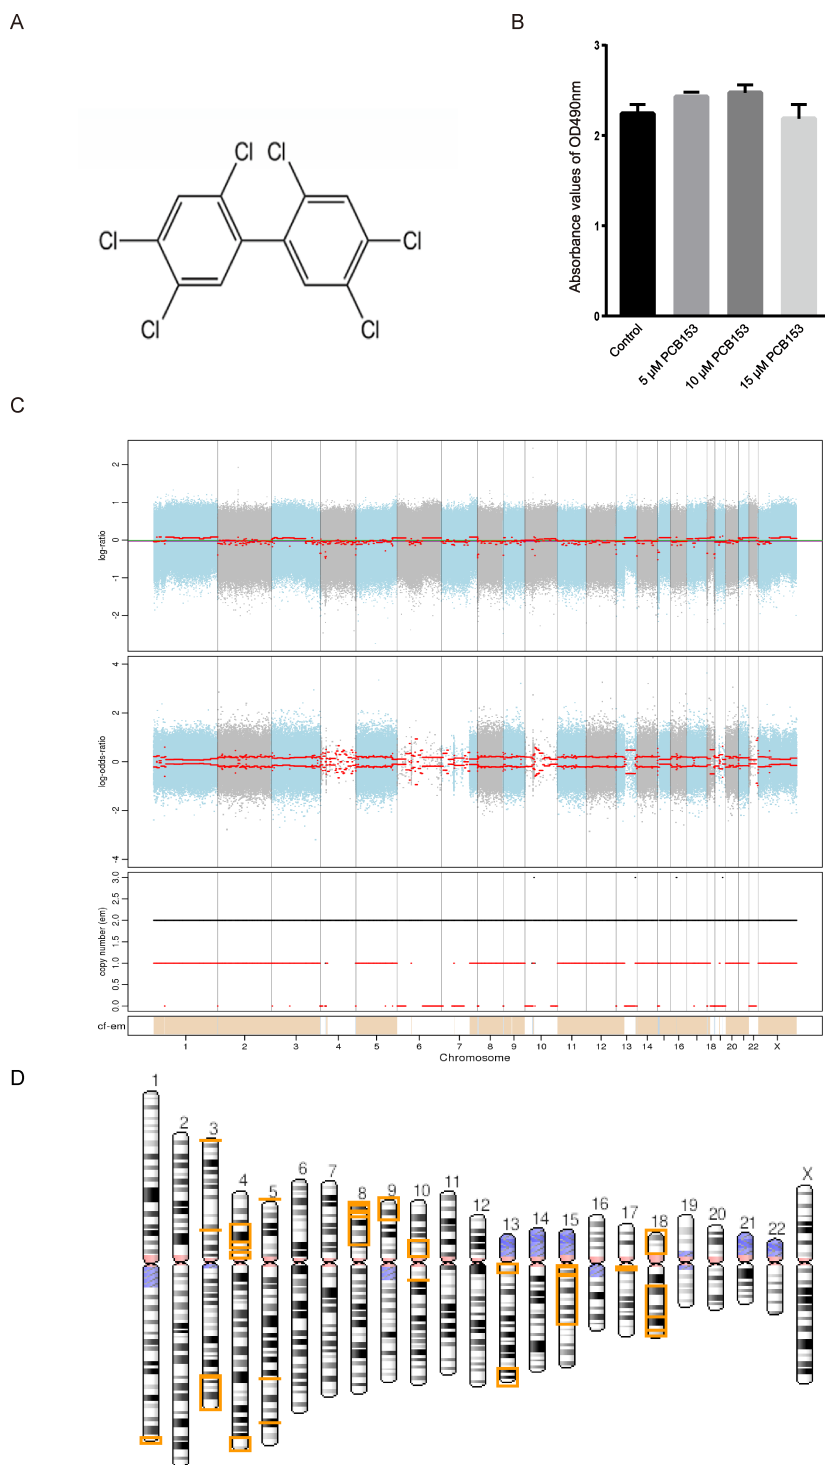 A
B
Cl Cl
Cl Cl
Cl Cl
Absorbance values of OD490nm
3
2
1
0
Control
5 µM PCB153
10 µM PCB153
15 µM PCB153
C
log-ratio
2
1
0
-1
-2
log-odds-ratio
4
2
0
-2
-4
copy number (em)
3.0
2.5
2.0
1.5
1.0
0.5
0.0
cf-em
1 2 3 4 5 6 7 8 9 10 11 12 13 14 16 18 20 22 X
Chromosome
D
1 2 3 4 5 6 7 8 9 10 11 12 13 14 15 16 17 18 19 20 21 22 X